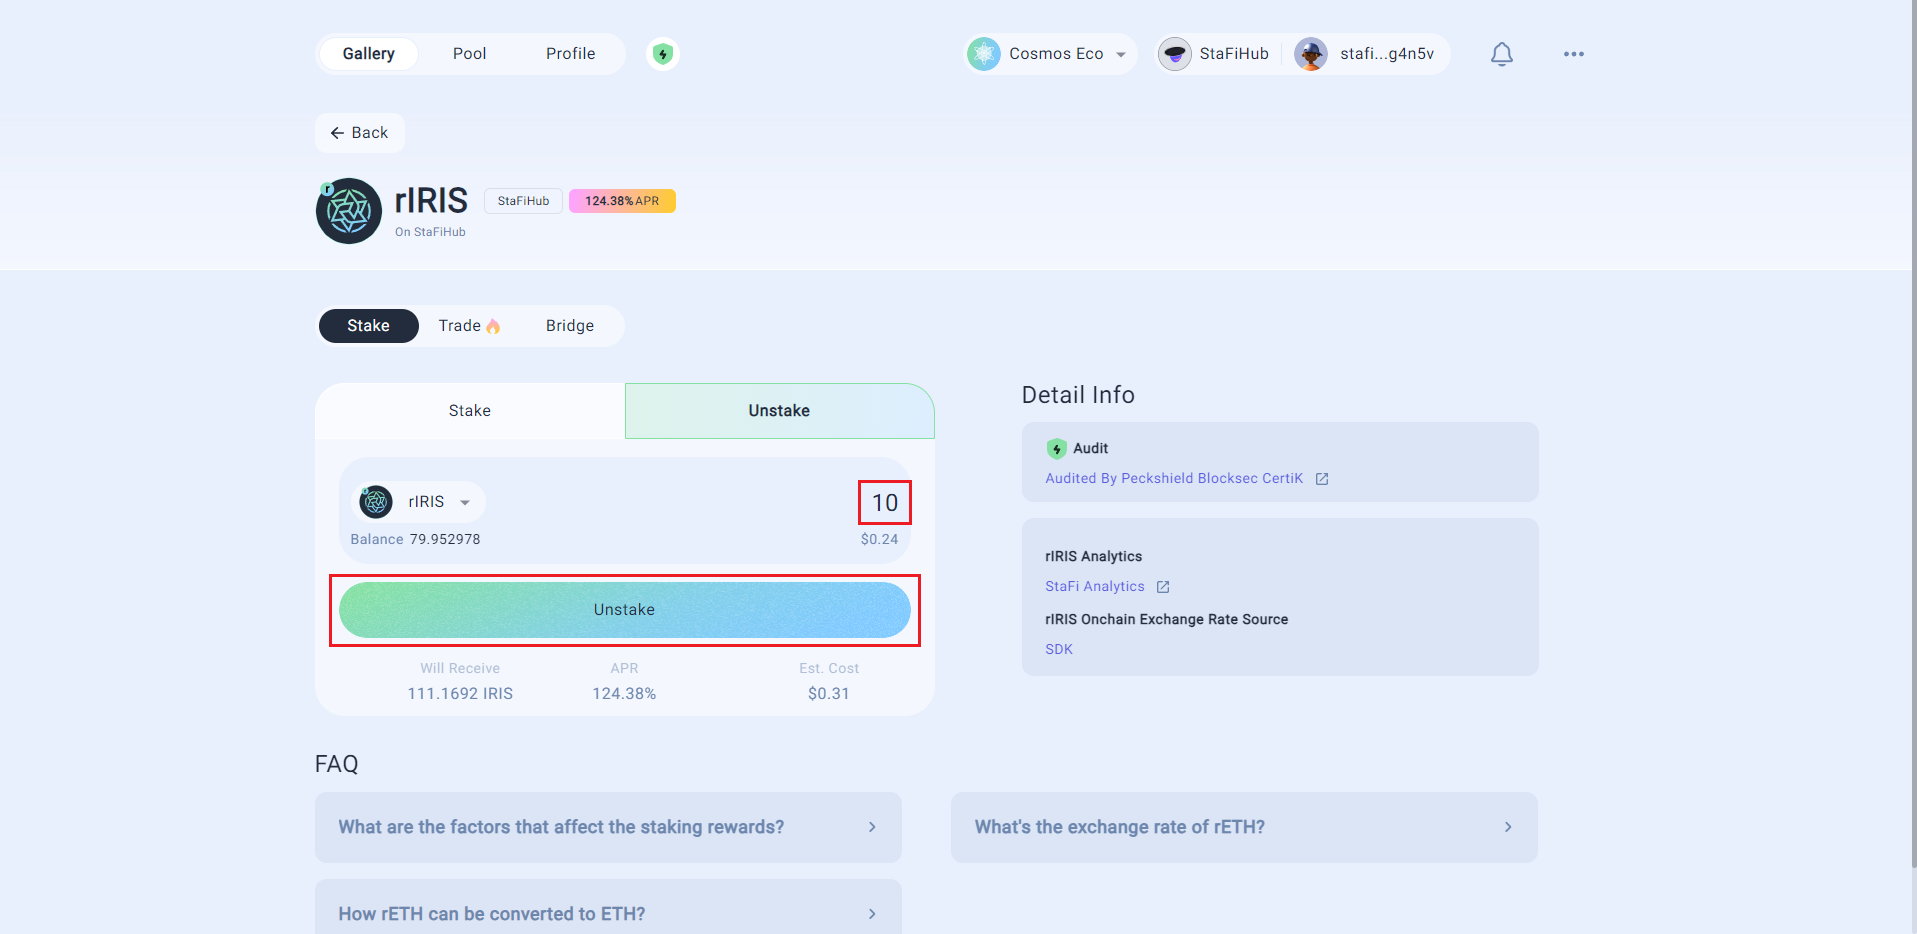 Gallery Pool Profile Cosmos Eco StaFiHub stafi...g4n5v
Back
rIRIS StaFiHub 124.38% APR
On StaFiHub
Stake Trade Bridge
Stake Unstake
rIRIS 10
Balance 79.952978 $0.24
Unstake
Will Receive APR Est. Cost
111.1692 IRIS 124.38% $0.31
Detail Info
Audit
Audited By Peckshield Blocksec CertiK
rIRIS Analytics
StaFi Analytics
rIRIS Onchain Exchange Rate Source
SDK
FAQ
What are the factors that affect the staking rewards?
What's the exchange rate of rETH?
How rETH can be converted to ETH?